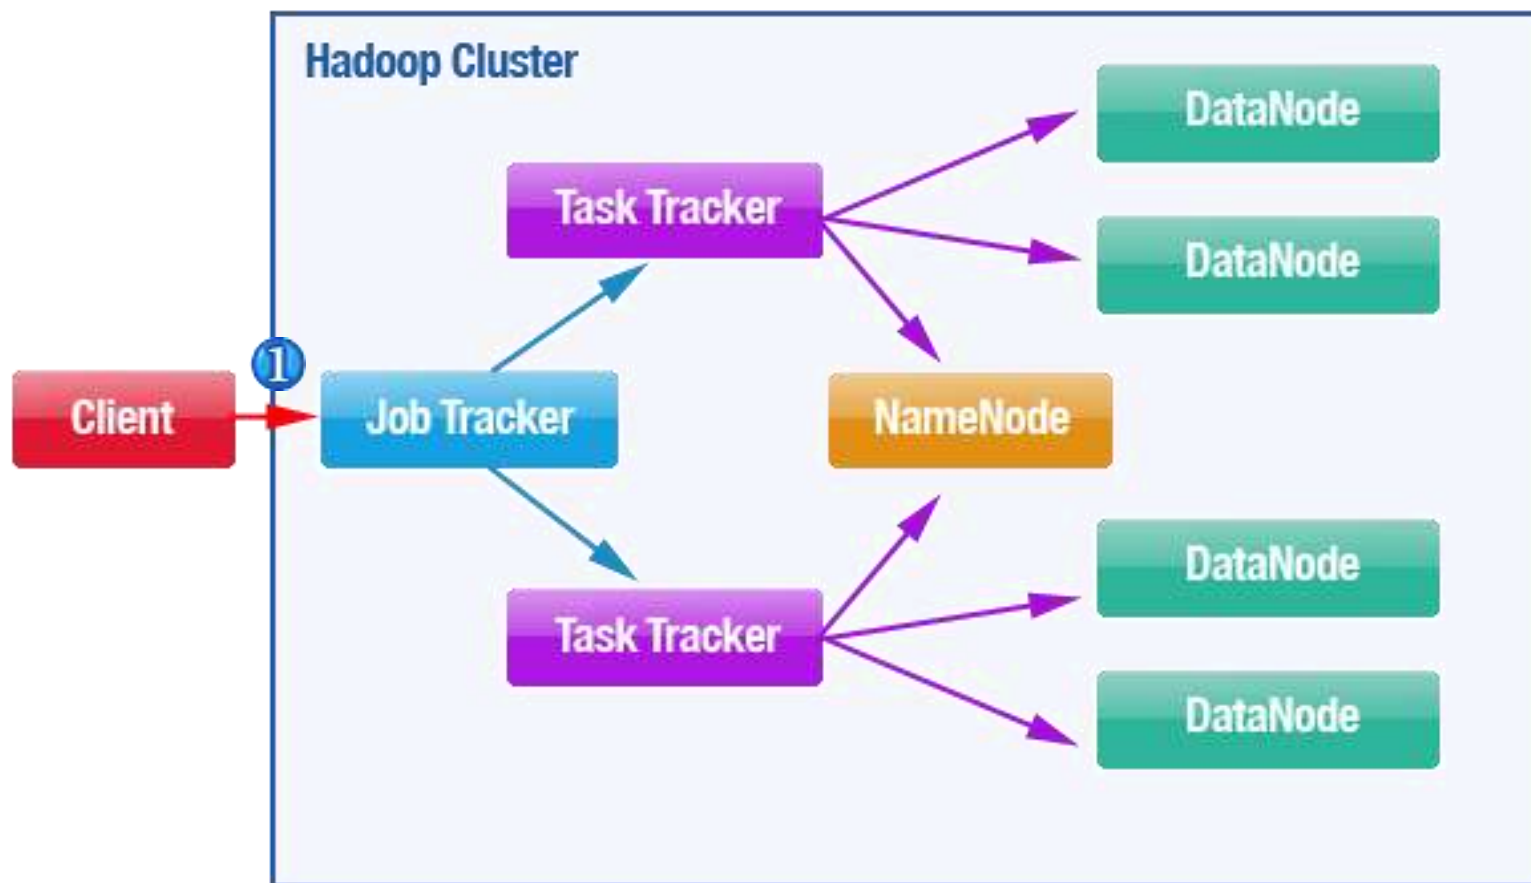 Hadoop Cluster
DataNode
Task Tracker
DataNode
1
Client
Job Tracker
NameNode
DataNode
Task Tracker
DataNode